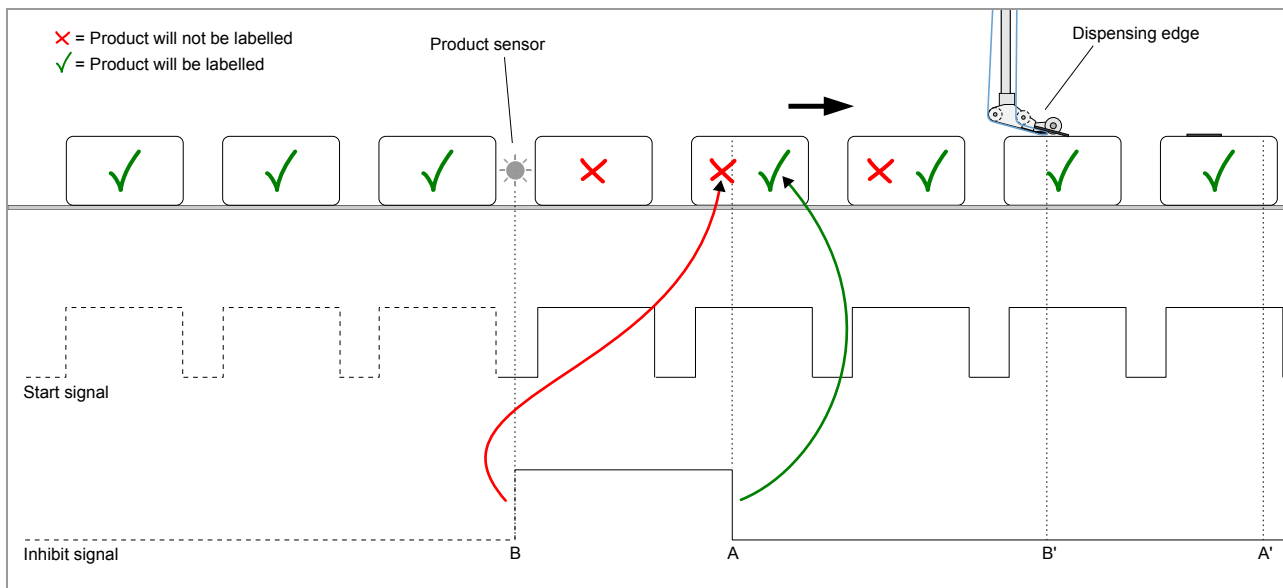 = Product will not be labelled
= Product will be labelled
Product sensor
Dispensing edge
Start signal
Inhibit signal
B
A
B'
A'